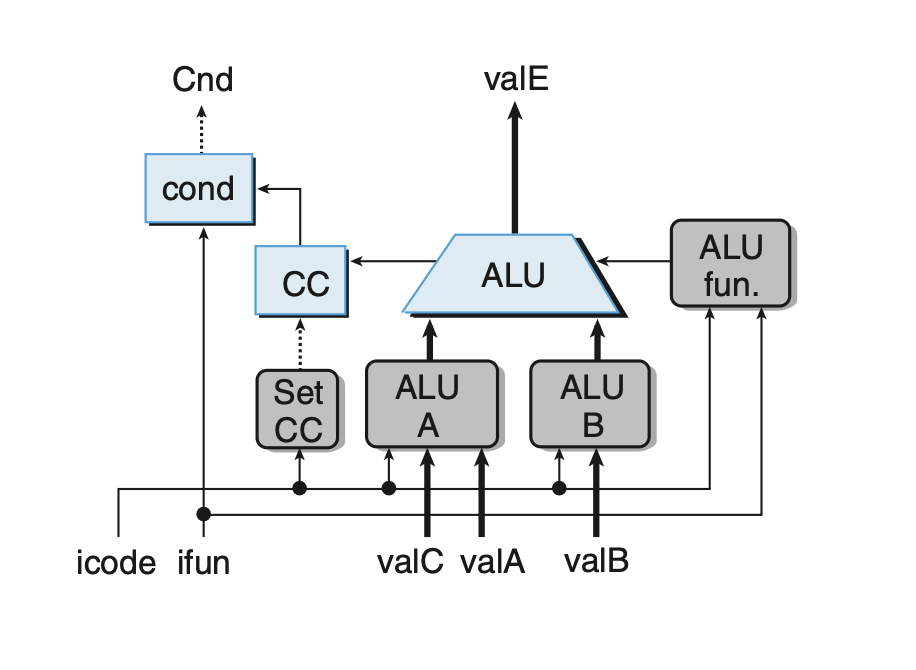 Cnd
valE
cond
CC
ALU
ALU
fun.
Set
CC
ALU
A
ALU
B
icode
ifun
valC
valA
valB